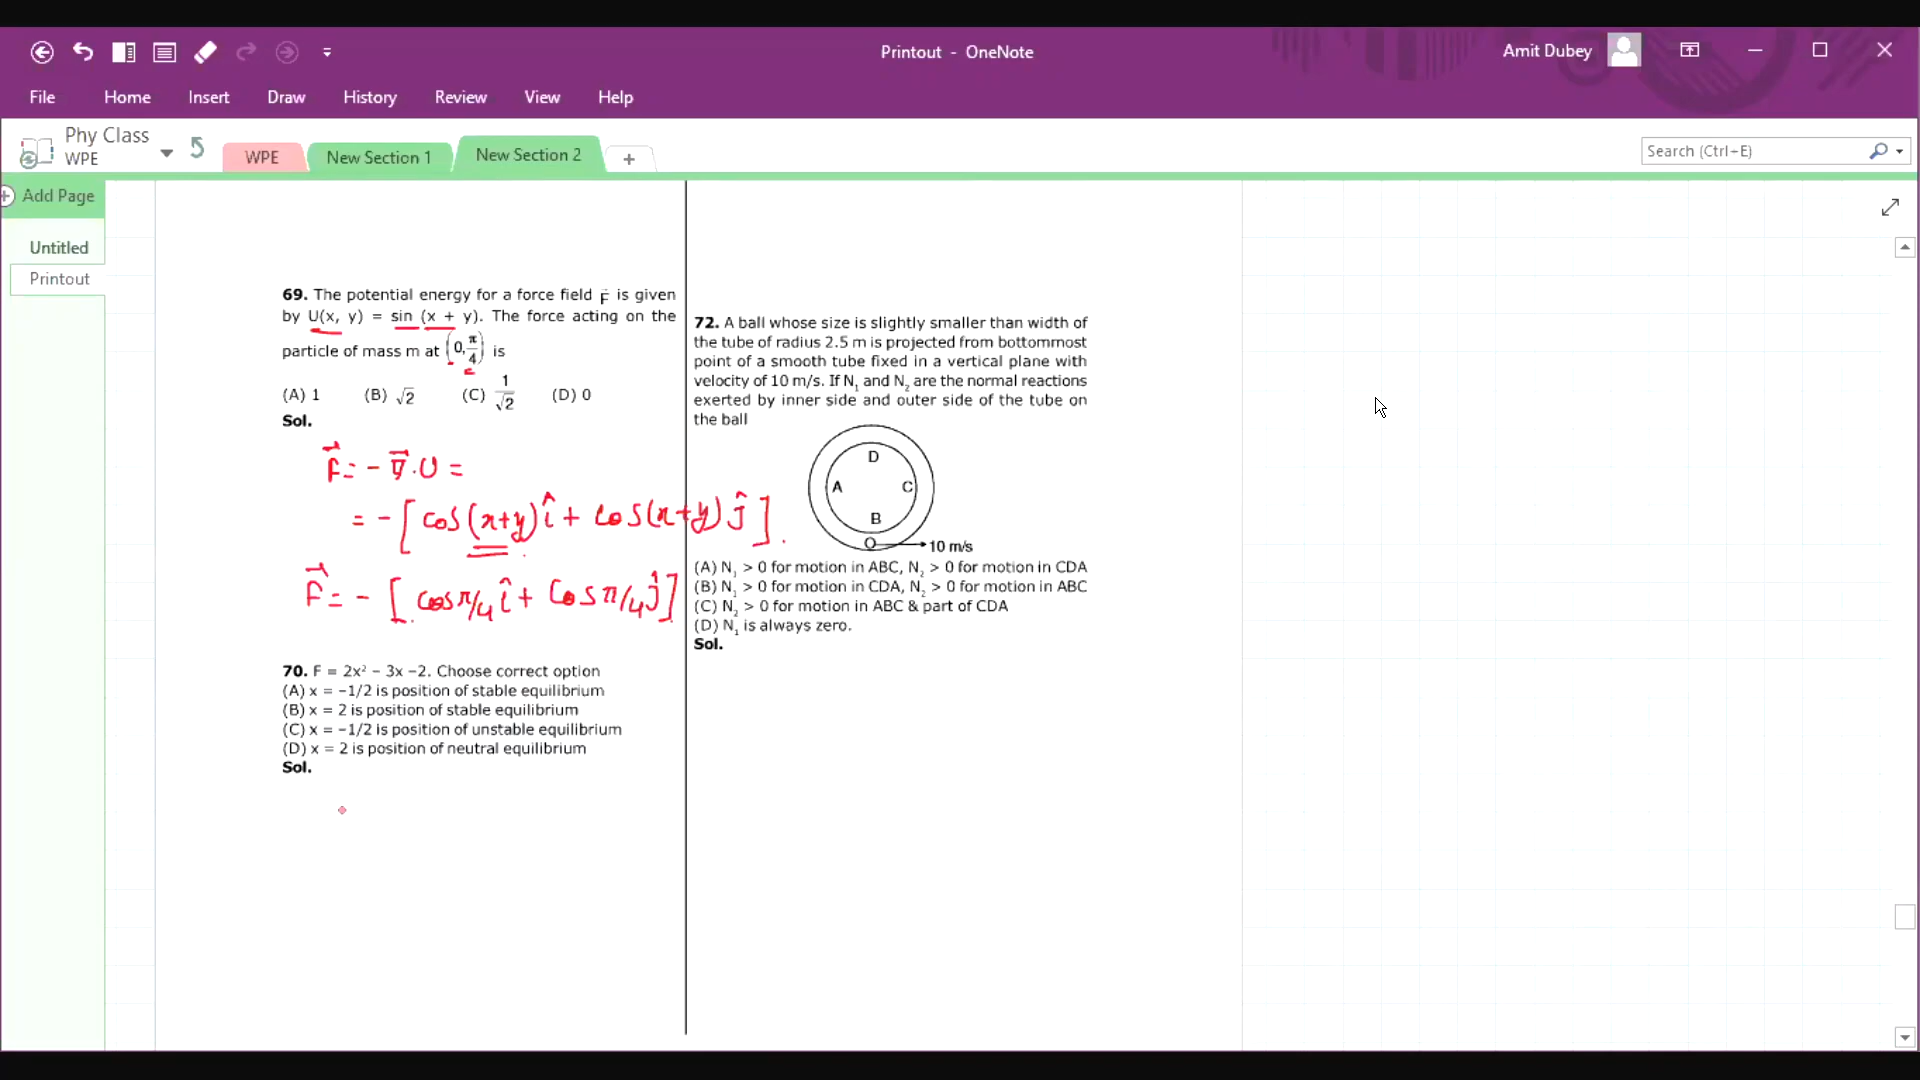 Printout - OneNote
Amit Dubey
File Home Insert Draw History Review View Help
Phy Class
WPE
WPE New Section 1 New Section 2 +
Search (Ctrl+E)
Add Page
Untitled
Printout
69. The potential energy for a force field F⃗ is given
by U(x, y) = sin (x + y). The force acting on the
particle of mass m at (0, π/4) is
(A) 1 (B) √2 (C) 1/√2 (D) 0
Sol.
F⃗ = - ∇⃗.U =
= - [cos(x+y)î + cos(x+y)ĵ].
F⃗ = - [cosπ/4 î + cosπ/4 ĵ]
70. F = 2x² – 3x –2. Choose correct option
(A) x = –1/2 is position of stable equilibrium
(B) x = 2 is position of stable equilibrium
(C) x = –1/2 is position of unstable equilibrium
(D) x = 2 is position of neutral equilibrium
Sol.
72. A ball whose size is slightly smaller than width of
the tube of radius 2.5 m is projected from bottommost
point of a smooth tube fixed in a vertical plane with
velocity of 10 m/s. If N₁ and N₂ are the normal reactions
exerted by inner side and outer side of the tube on
the ball
D
A C
B
10 m/s
(A) N₁ > 0 for motion in ABC, N₂ > 0 for motion in CDA
(B) N₁ > 0 for motion in CDA, N₂ > 0 for motion in ABC
(C) N₂ > 0 for motion in ABC & part of CDA
(D) N₁ is always zero.
Sol.